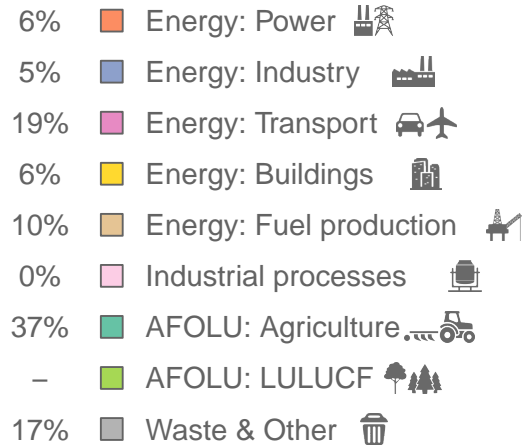 6% Energy: Power
5% Energy: Industry
19% Energy: Transport
6% Energy: Buildings
10% Energy: Fuel production
0% Industrial processes
37% AFOLU: Agriculture
– AFOLU: LULUCF
17% Waste & Other